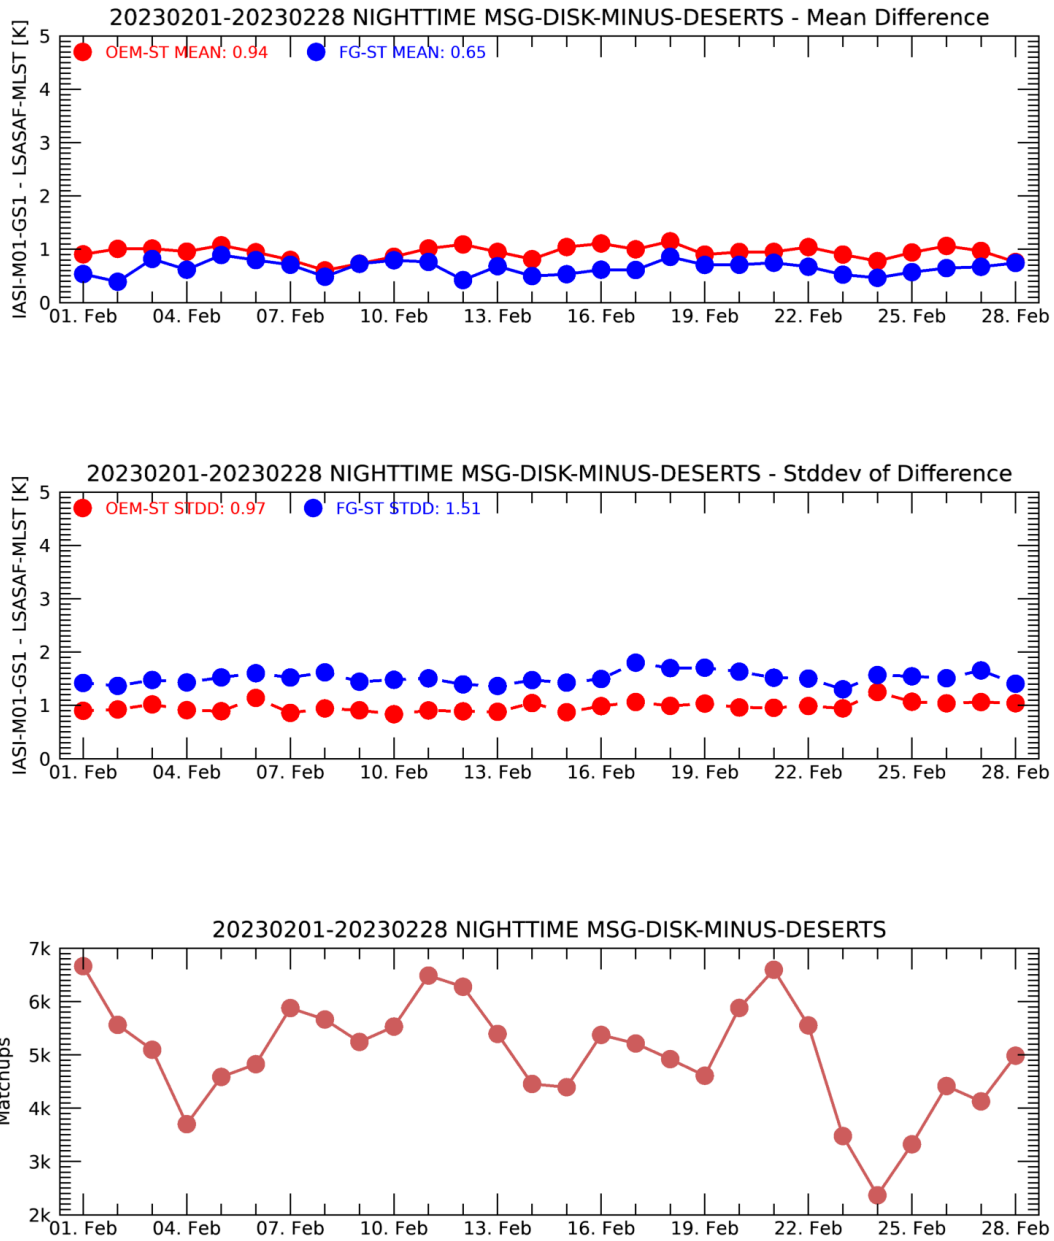 20230201-20230228 NIGHTTIME MSG-DISK-MINUS-DESERTS - Mean Difference
IASI-M01-GS1 - LSASAF-MLST [K]
OEM-ST MEAN: 0.94 FG-ST MEAN: 0.65
5
4
3
2
1
0
01. Feb 04. Feb 07. Feb 10. Feb 13. Feb 16. Feb 19. Feb 22. Feb 25. Feb 28. Feb
20230201-20230228 NIGHTTIME MSG-DISK-MINUS-DESERTS - Stddev of Difference
IASI-M01-GS1 - LSASAF-MLST [K]
OEM-ST STDD: 0.97 FG-ST STDD: 1.51
5
4
3
2
1
0
01. Feb 04. Feb 07. Feb 10. Feb 13. Feb 16. Feb 19. Feb 22. Feb 25. Feb 28. Feb
20230201-20230228 NIGHTTIME MSG-DISK-MINUS-DESERTS
Matchups
7k
6k
5k
4k
3k
2k
01. Feb 04. Feb 07. Feb 10. Feb 13. Feb 16. Feb 19. Feb 22. Feb 25. Feb 28. Feb